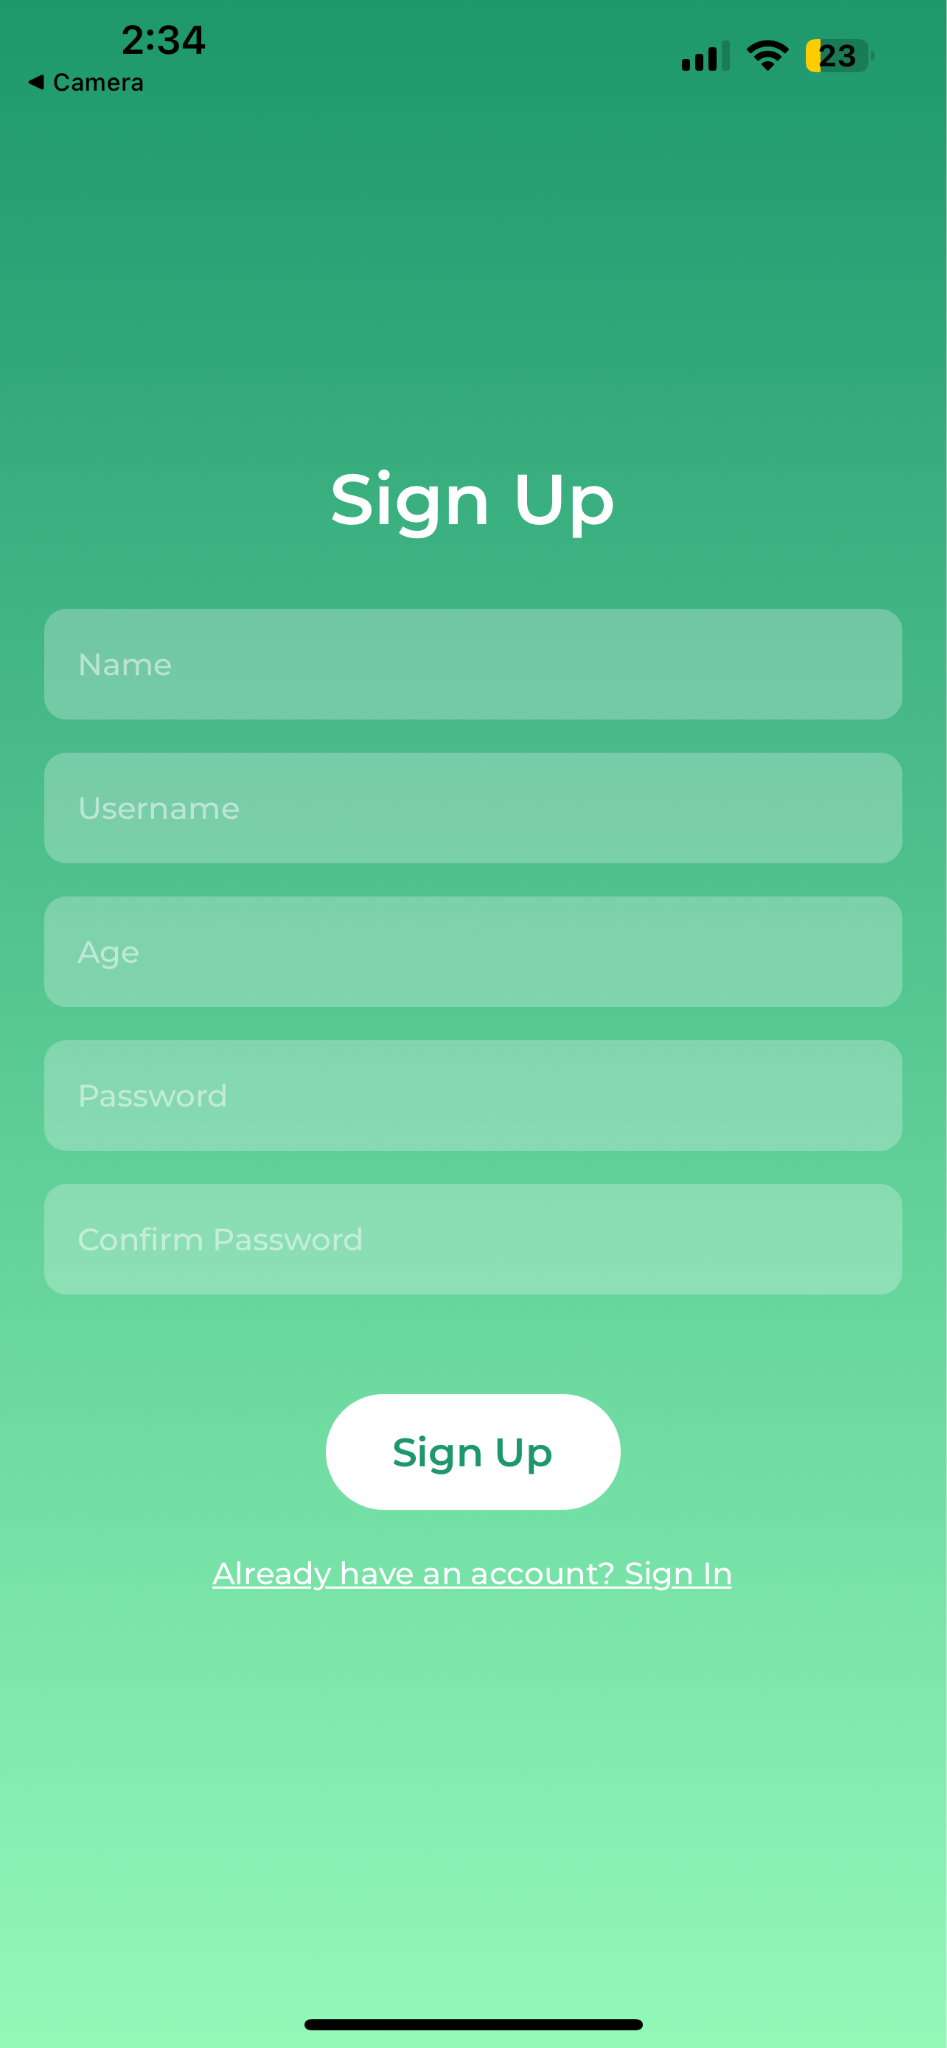 2:34
23
◀ Camera
Sign Up
Name
Username
Age
Password
Confirm Password
Sign Up
Already have an account? Sign In